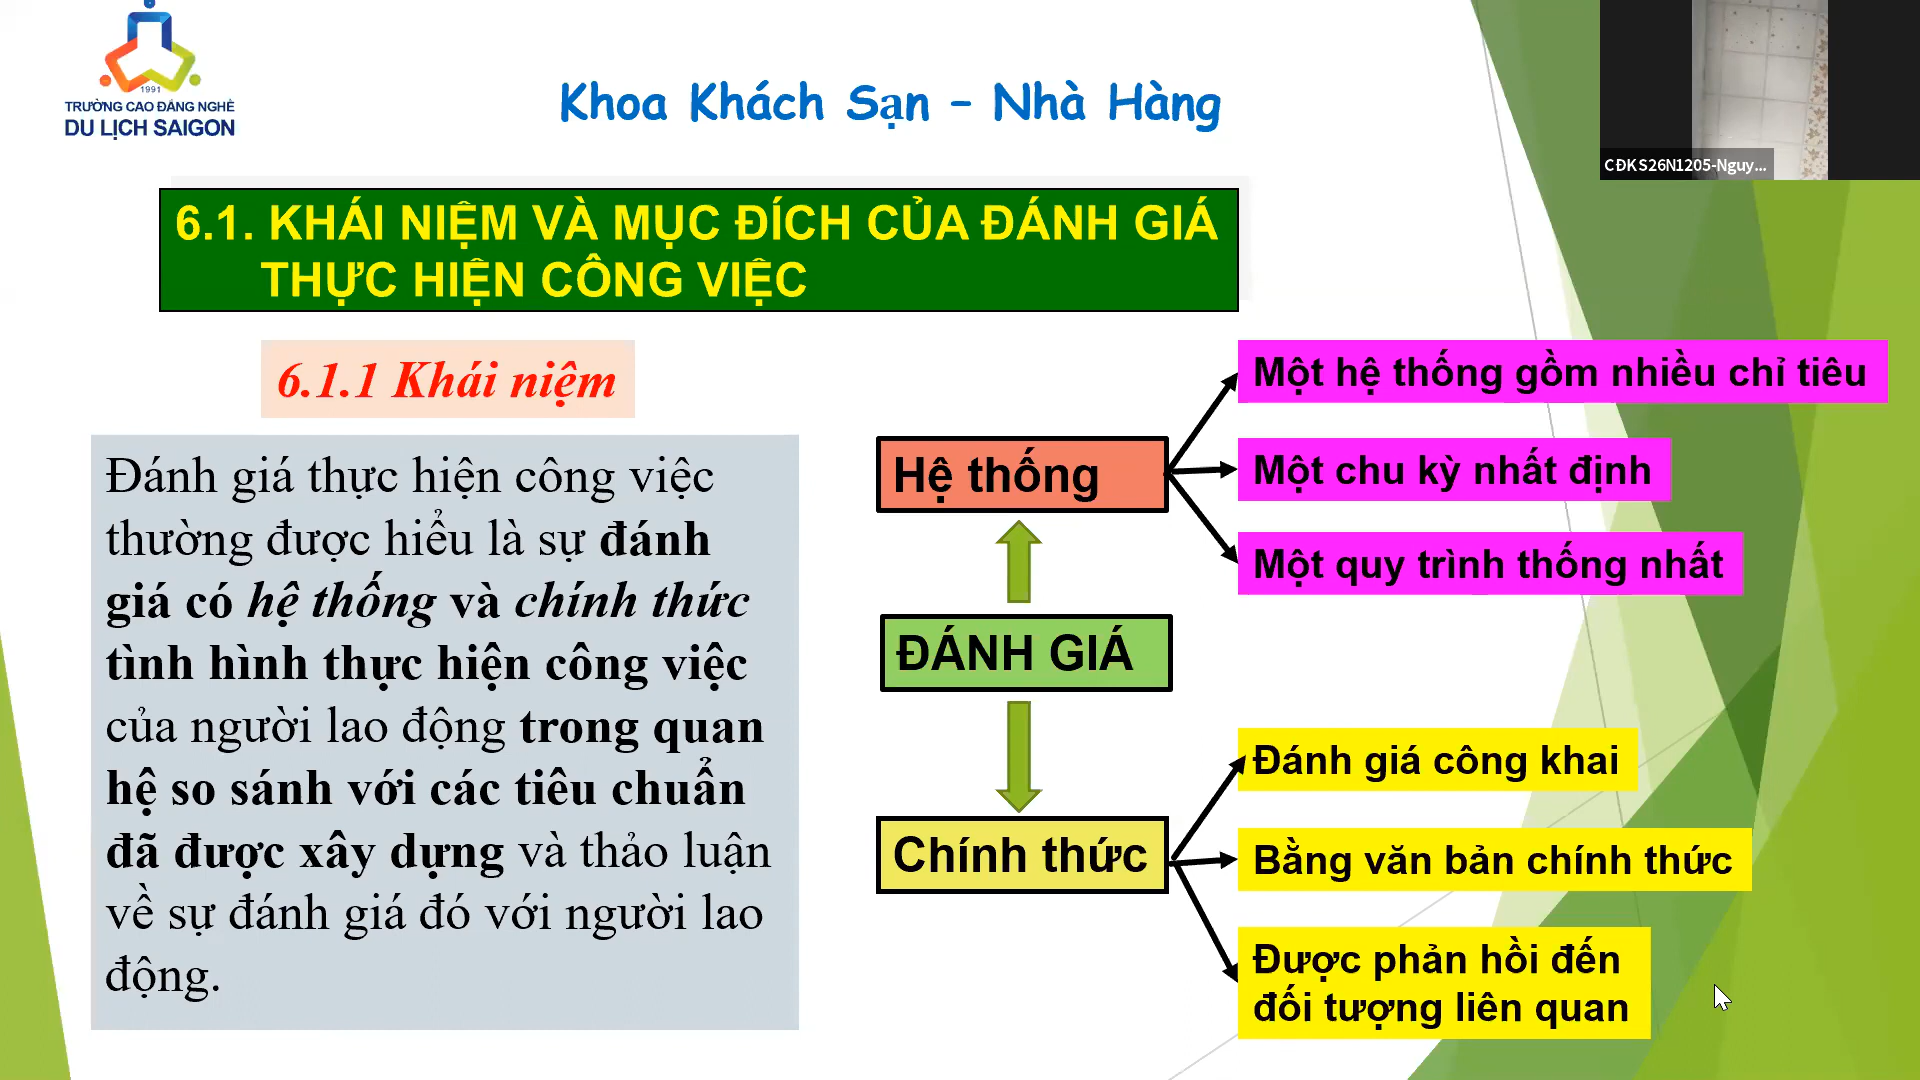 1991
TRƯỜNG CAO ĐẲNG NGHỀ
DU LỊCH SAIGON
Khoa Khách Sạn – Nhà Hàng
CĐKS26N1205-Nguy...
6.1. KHÁI NIỆM VÀ MỤC ĐÍCH CỦA ĐÁNH GIÁ
THỰC HIỆN CÔNG VIỆC
6.1.1 Khái niệm
Đánh giá thực hiện công việc
thường được hiểu là sự đánh
giá có hệ thống và chính thức
tình hình thực hiện công việc
của người lao động trong quan
hệ so sánh với các tiêu chuẩn
đã được xây dựng và thảo luận
về sự đánh giá đó với người lao
động.
Hệ thống
ĐÁNH GIÁ
Chính thức
Một hệ thống gồm nhiều chỉ tiêu
Một chu kỳ nhất định
Một quy trình thống nhất
Đánh giá công khai
Bằng văn bản chính thức
Được phản hồi đến
đối tượng liên quan